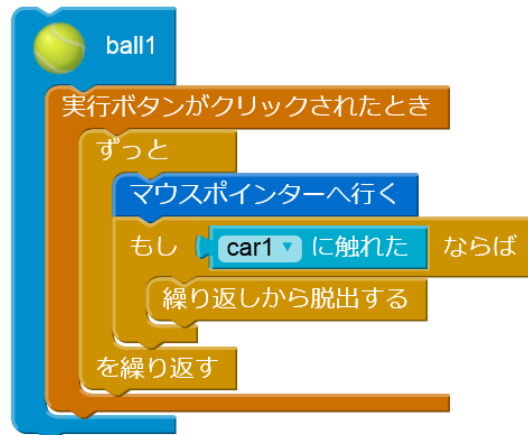 ball1
実行ボタンがクリックされたとき
ずっと
マウスポインターへ行く
もし car1 に触れた ならば
繰り返しから脱出する
を繰り返す